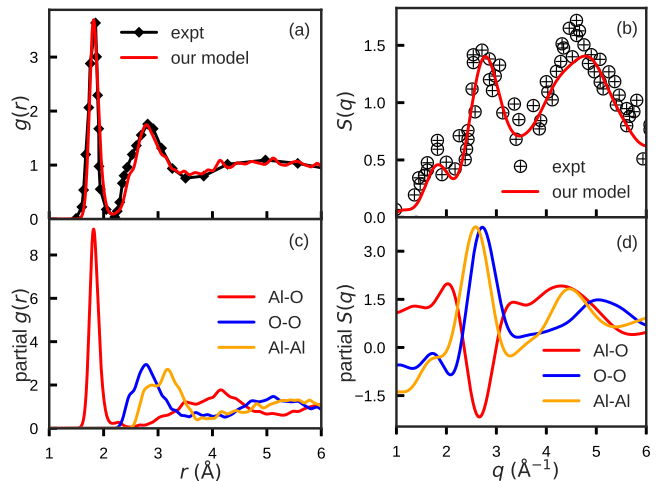 (a)
expt
our model
g(r)
3
2
1
0
(b)
expt
our model
S(q)
1.5
1.0
0.5
0.0
(c)
Al-O
O-O
Al-Al
partial g(r)
8
6
4
2
0
1 2 3 4 5 6
r (Å)
(d)
Al-O
O-O
Al-Al
partial S(q)
3.0
1.5
0.0
−1.5
1 2 3 4 5 6
q (Å⁻¹)